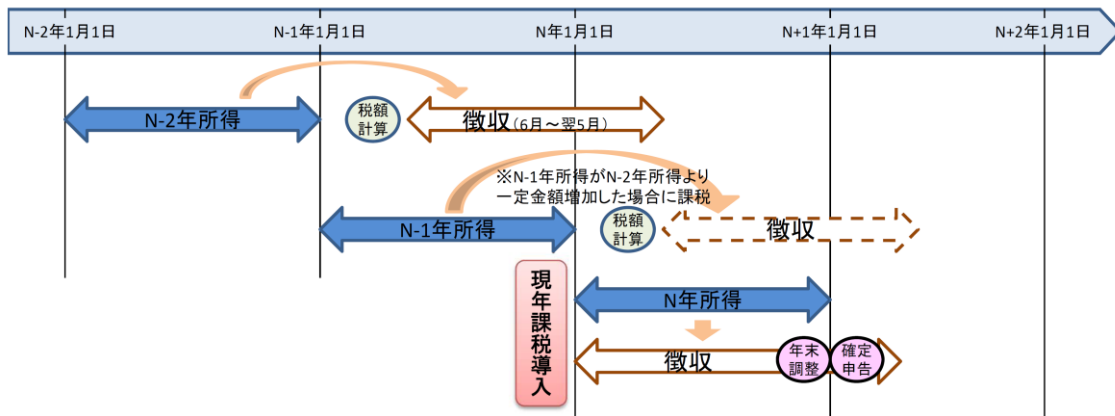 N-2年1月1日
N-1年1月1日
N年1月1日
N+1年1月1日
N+2年1月1日
N-2年所得
税額
計算
徴収(6月~翌5月)
※N-1年所得がN-2年所得より
一定金額増加した場合に課税
N-1年所得
税額
計算
徴収
現年課税導入
N年所得
徴収
年末
調整
確定
申告